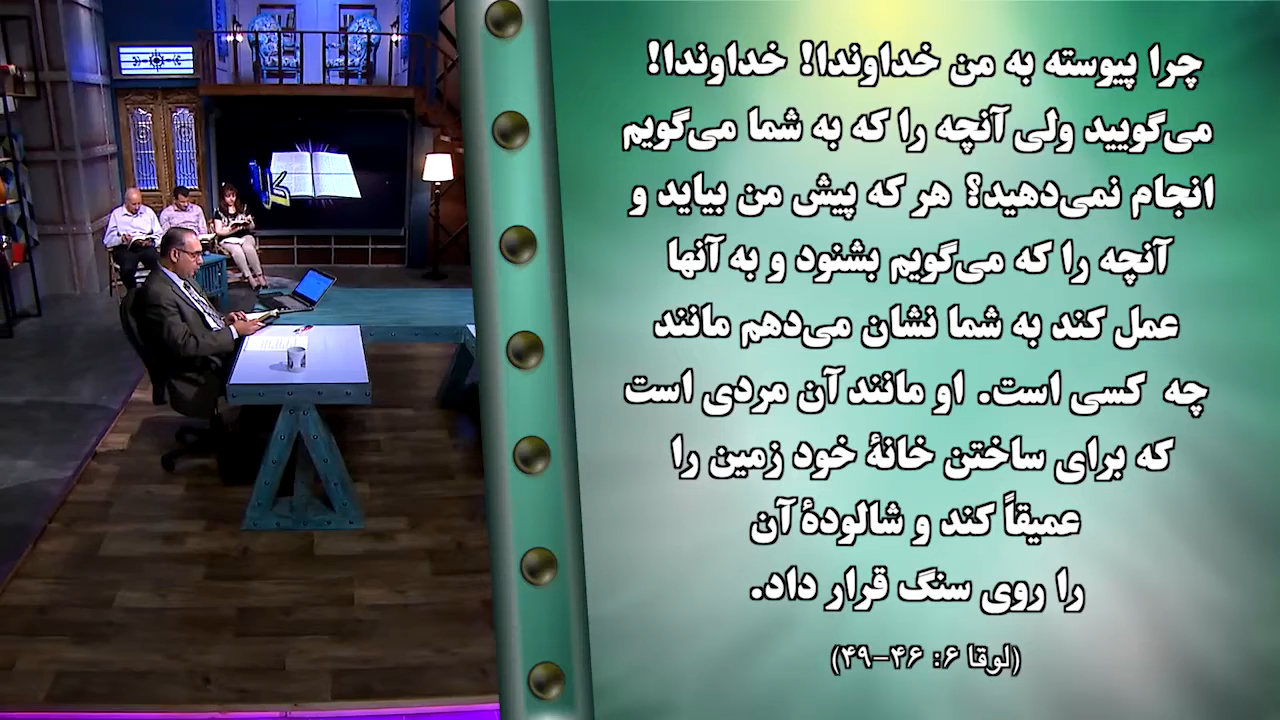 چرا پیوسته به من خداوندا! خداوندا!
می‌گویید ولی آنچه را که به شما می‌گویم
انجام نمی‌دهید؟ هر که پیش من بیاید و
آنچه را که می‌گویم بشنود و به آنها
عمل کند به شما نشان می‌دهم مانند
چه کسی است. او مانند آن مردی است
که برای ساختن خانهٔ خود زمین را
عمیقاً کند و شالودهٔ آن
را روی سنگ قرار داد.
(لوقا ۶: ۴۶-۴۹)